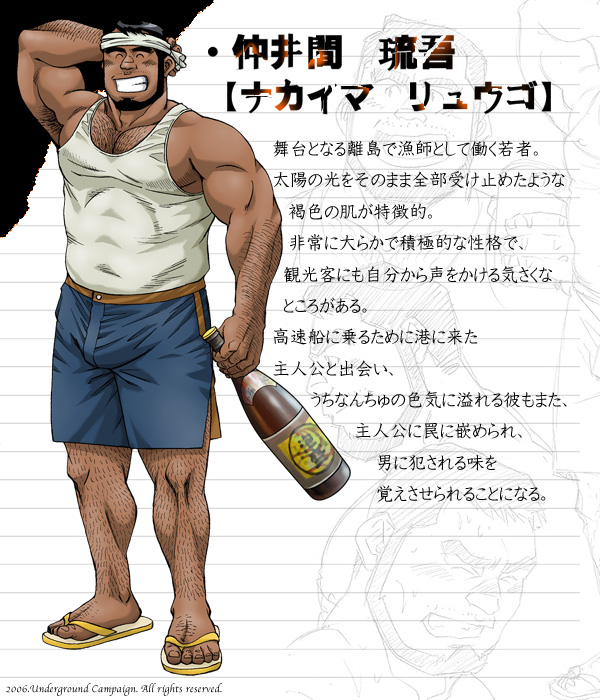 ・仲井間 琉吾
【ナカイマ リュウゴ】
舞台となる離島で漁師として働く若者。
太陽の光をそのまま全部受け止めたような
褐色の肌が特徴的。
非常に大らかで積極的な性格で、
観光客にも自分から声をかける気さくな
ところがある。
高速船に乗るために港に来た
主人公と出会い、
うちなんちゅの色気に溢れる彼もまた、
主人公に罠に嵌められ、
男に犯される味を
覚えさせられることになる。
2006.Underground Campaign. All rights reserved.